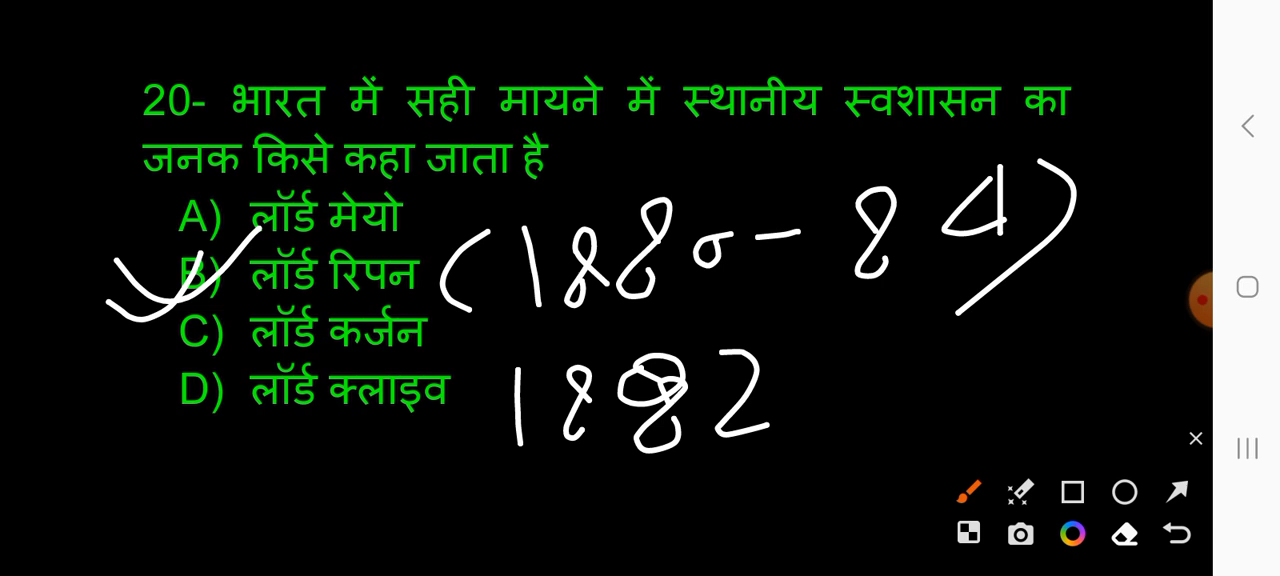 20- भारत में सही मायने में स्थानीय स्वशासन का
जनक किसे कहा जाता है
A) लॉर्ड मेयो
B) लॉर्ड रिपन (1880-84)
C) लॉर्ड कर्जन
D) लॉर्ड क्लाइव 1882